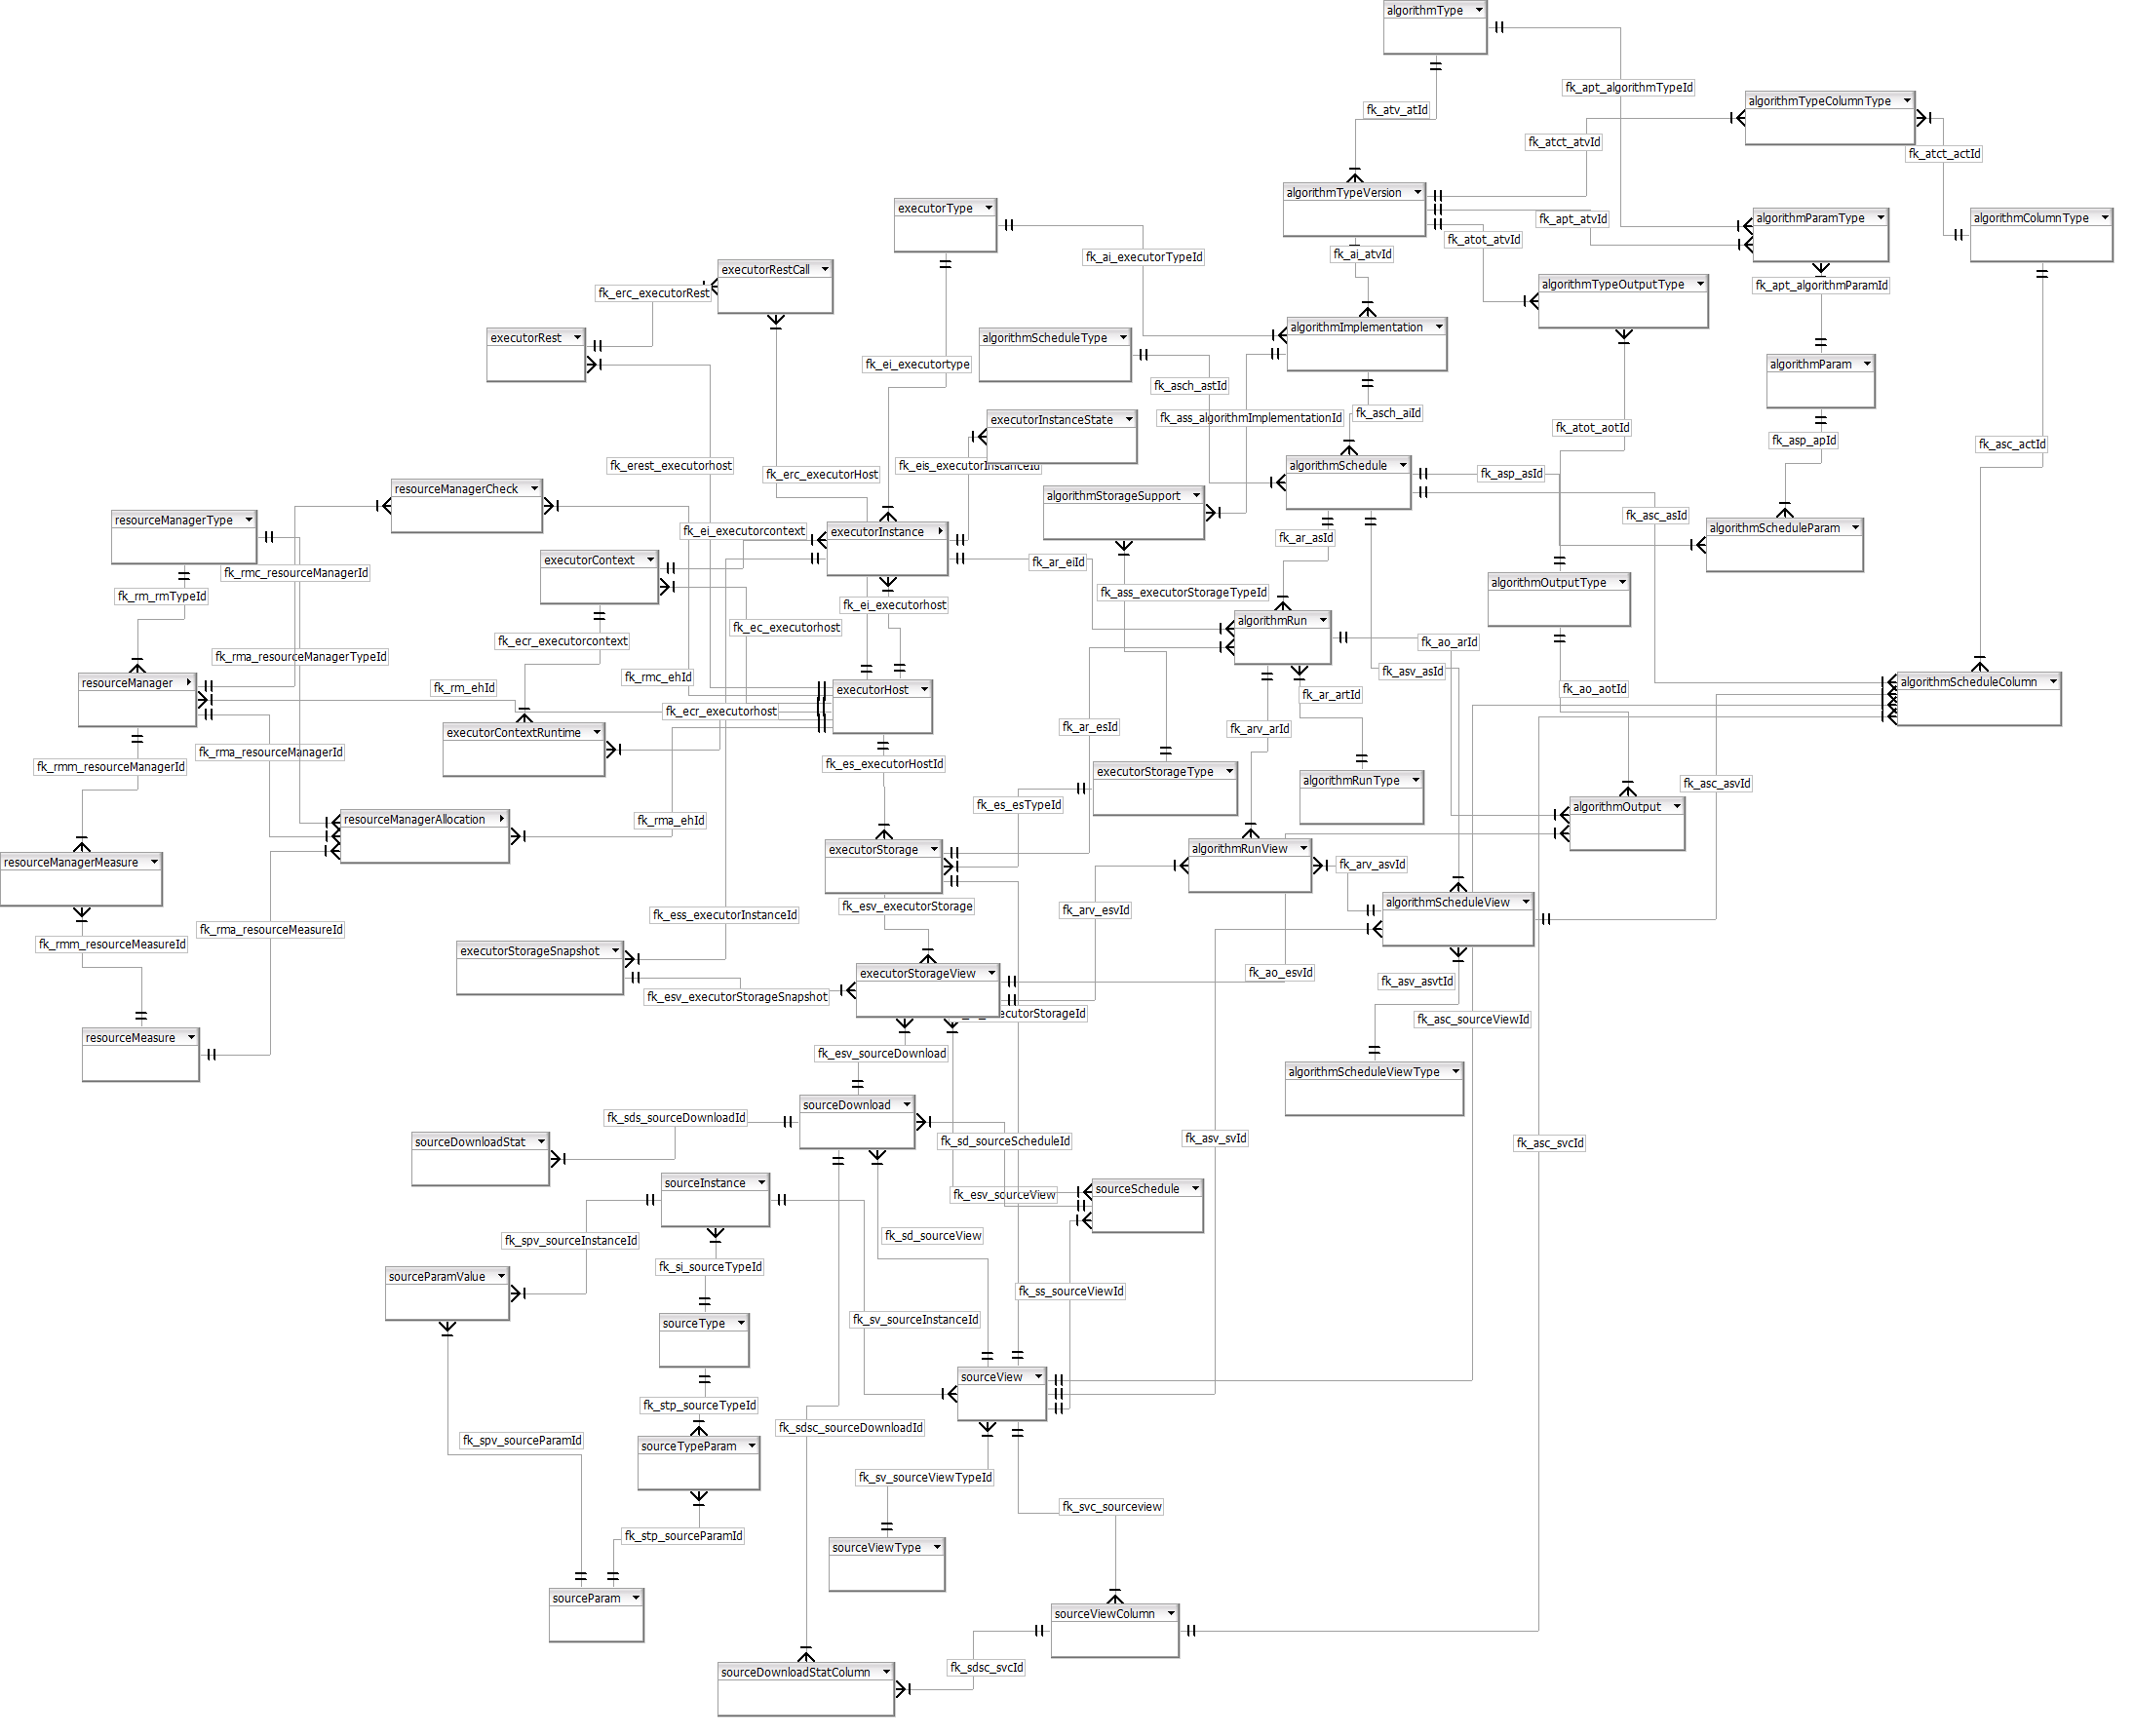 algorithmType
fk_apt_algorithmTypeId
algorithmTypeColumnType
fk_atv_atId
fk_atct_atvId
fk_atct_actId
algorithmTypeVersion
executorType
fk_apt_atvId
algorithmParamType
algorithmColumnType
fk_atot_atvId
fk_ai_atvId
fk_ai_executorTypeId
executorRestCall
algorithmTypeOutputType
fk_apt_algorithmParamId
fk_erc_executorRest
algorithmImplementation
executorRest
algorithmScheduleType
fk_ei_executortype
algorithmParam
fk_asch_astId
fk_asch_aiId
executorInstanceState
fk_ass_algorithmImplementationId
fk_atot_aotId
fk_asp_apId
fk_asc_actId
fk_erest_executorhost
fk_eis_executorInstanceId
algorithmSchedule
fk_erc_executorHost
fk_asp_asId
resourceManagerCheck
algorithmStorageSupport
fk_asc_asId
resourceManagerType
algorithmScheduleParam
fk_ei_executorcontext
executorInstance
fk_ar_asId
executorContext
fk_ar_eiId
fk_rmc_resourceManagerId
algorithmOutputType
fk_rm_rmTypeId
fk_ass_executorStorageTypeId
fk_ei_executorhost
algorithmRun
fk_ec_executorhost
fk_ecr_executorcontext
fk_ao_arId
fk_rma_resourceManagerTypeId
fk_asv_asId
fk_rmc_ehId
resourceManager
algorithmScheduleColumn
fk_rm_ehId
executorHost
fk_ao_aotId
fk_ar_artId
fk_ecr_executorhost
fk_ar_esId
fk_arv_arId
executorContextRuntime
fk_rma_resourceManagerId
fk_es_executorHostId
fk_rmm_resourceManagerId
executorStorageType
algorithmRunType
fk_asc_asvId
fk_es_esTypeId
algorithmOutput
resourceManagerAllocation
fk_rma_ehId
executorStorage
algorithmRunView
resourceManagerMeasure
fk_arv_asvId
algorithmScheduleView
fk_esv_executorStorage
fk_arv_esvId
fk_ess_executorInstanceId
fk_rma_resourceMeasureId
fk_rmm_resourceMeasureId
executorStorageSnapshot
executorStorageView
fk_ao_esvId
fk_asv_asvtId
fk_esv_executorStorageSnapshot
ecutorStorageId
fk_asc_sourceViewId
resourceMeasure
fk_esv_sourceDownload
algorithmScheduleViewType
sourceDownload
fk_sds_sourceDownloadId
fk_asv_svId
sourceDownloadStat
fk_sd_sourceScheduleId
fk_asc_svcId
sourceInstance
sourceSchedule
fk_esv_sourceView
fk_sd_sourceView
fk_spv_sourceInstanceId
fk_si_sourceTypeId
sourceParamValue
fk_ss_sourceViewId
fk_sv_sourceInstanceId
sourceType
sourceView
fk_stp_sourceTypeId
fk_sdsc_sourceDownloadId
fk_spv_sourceParamId
sourceTypeParam
fk_sv_sourceViewTypeId
fk_svc_sourceview
fk_stp_sourceParamId
sourceViewType
sourceParam
sourceViewColumn
fk_sdsc_svcId
sourceDownloadStatColumn